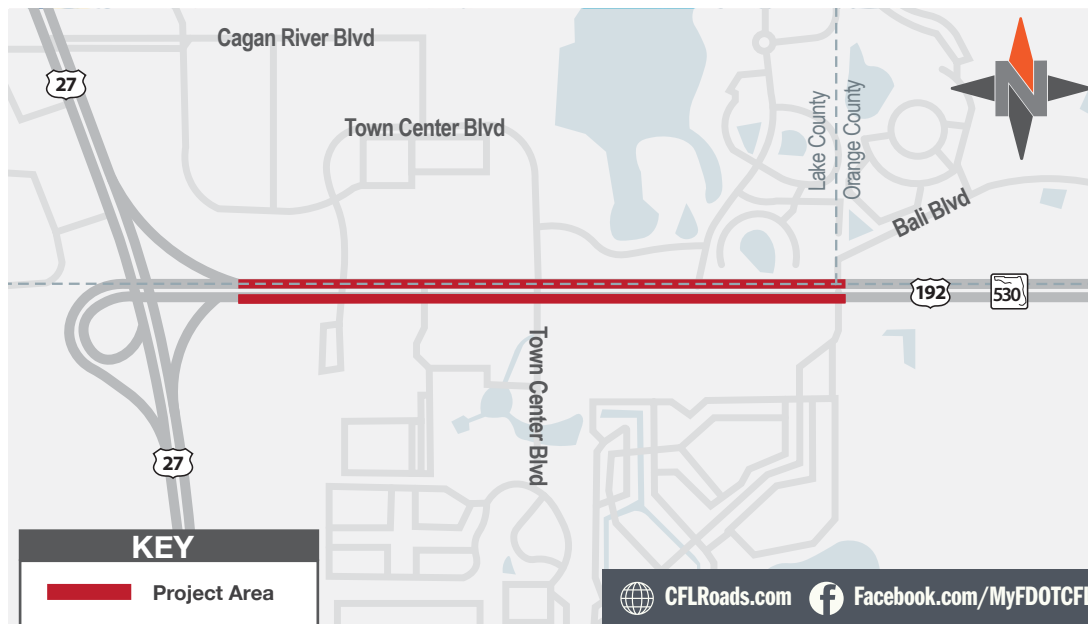 Cagan River Blvd
27
Town Center Blvd
Lake County
Orange County
N
Bali Blvd
192
530
Town Center Blvd
27
KEY
Project Area
CFLRoads.com
Facebook.com/MyFDOTCFL